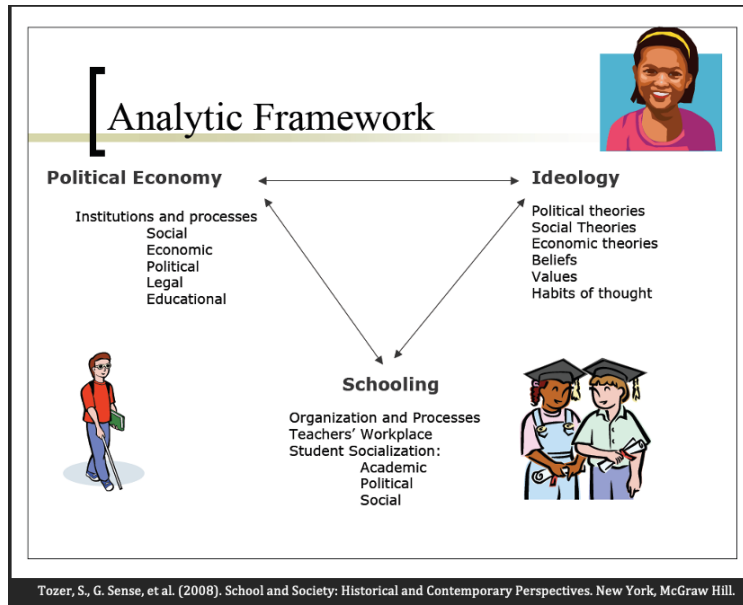 Analytic Framework
Political Economy
Institutions and processes
Social
Economic
Political
Legal
Educational
Ideology
Political theories
Social Theories
Economic theories
Beliefs
Values
Habits of thought
Schooling
Organization and Processes
Teachers’ Workplace
Student Socialization:
Academic
Political
Social
Tozer, S., G. Sense, et al. (2008). School and Society: Historical and Contemporary Perspectives. New York, McGraw Hill.